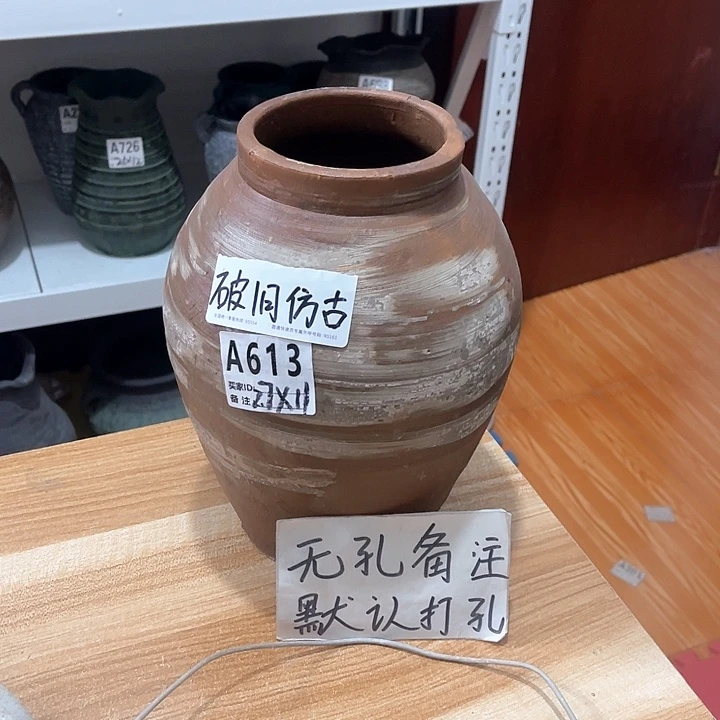 A726
破旧仿古
A613
买家ID:
备注 27X11
无孔备注
默认打孔